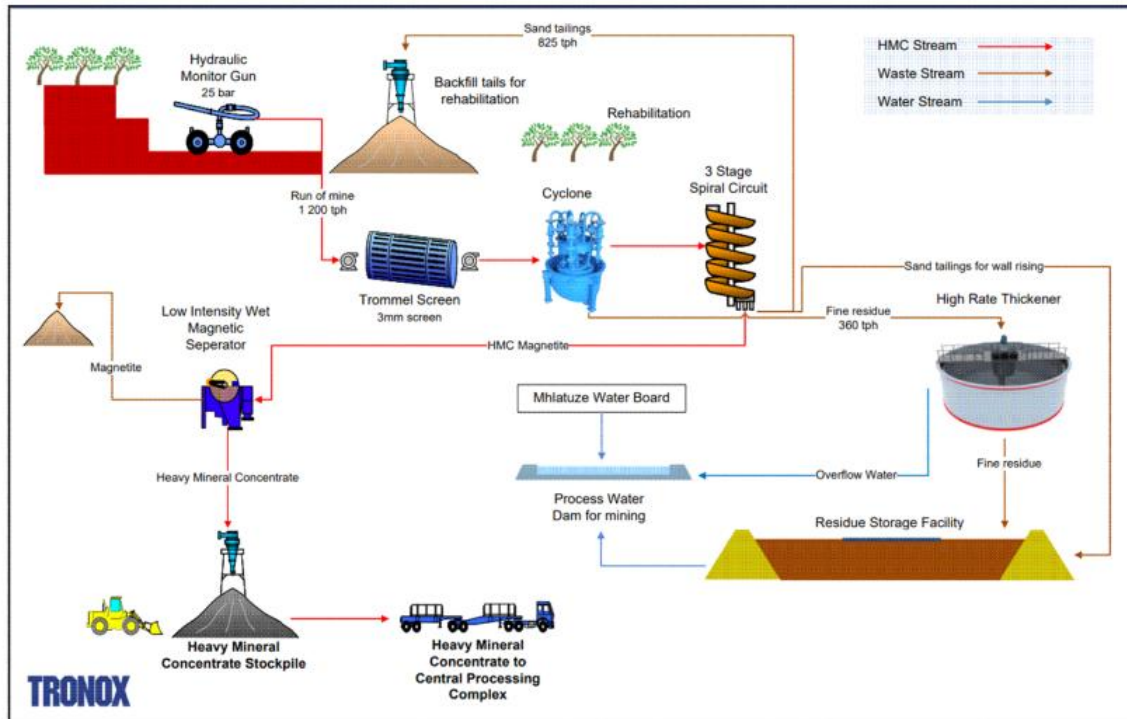 Sand tailings
825 tph
HMC Stream
Waste Stream
Water Stream
Hydraulic
Monitor Gun
25 bar
Backfill tails for
rehabilitation
Rehabilitation
Run of mine
1 200 tph
Cyclone
3 Stage
Spiral Circuit
Trommel Screen
3mm screen
Sand tailings for wall rising
High Rate Thickener
Fine residue
360 tph
Low Intensity Wet
Magnetic
Seperator
HMC Magnetite
Magnetite
Mhlatuze Water Board
Heavy Mineral Concentrate
Overflow Water
Fine residue
Process Water
Dam for mining
Residue Storage Facility
Heavy Mineral
Concentrate Stockpile
Heavy Mineral
Concentrate to
Central Processing
Complex
TRONOX